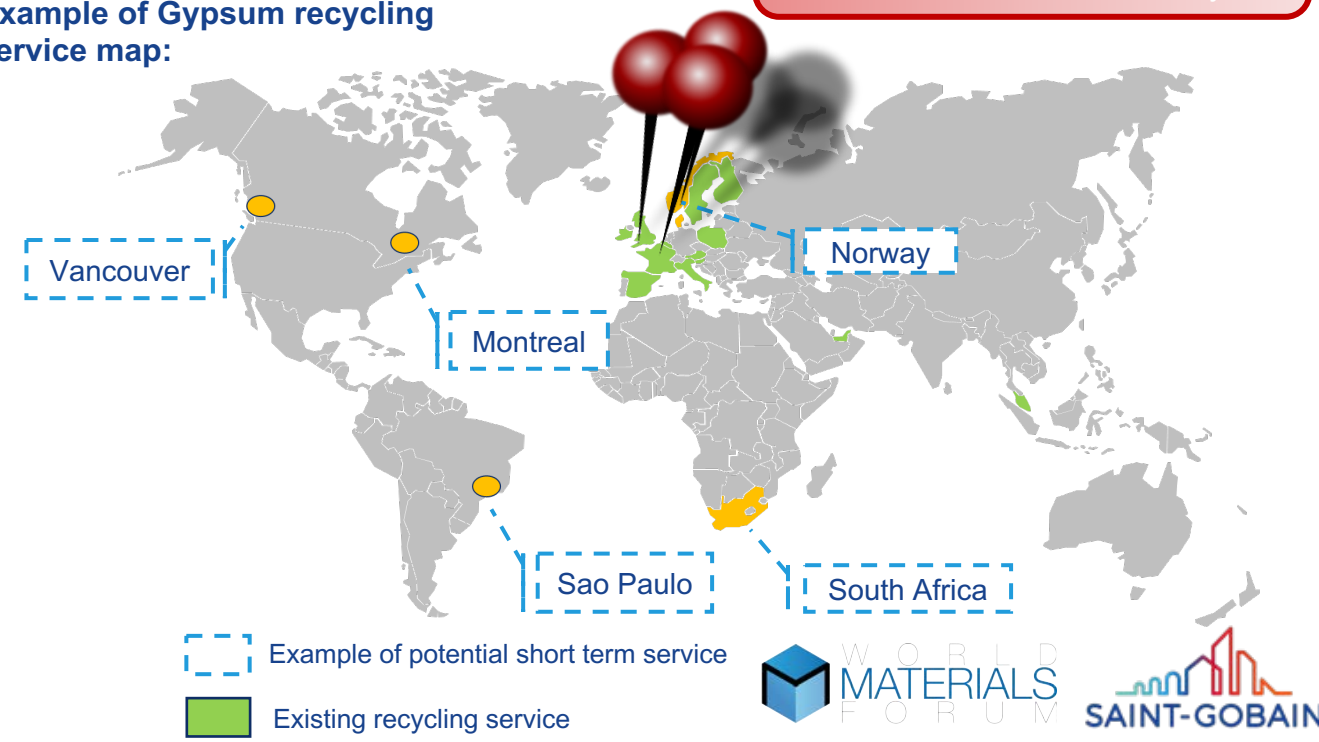 xample of Gypsum recycling
ervice map:
Norway
Vancouver
Montreal
Sao Paulo
South Africa
Example of potential short term service
Existing recycling service
WORLD
MATERIALS
FORUM
SAINT-GOBAIN